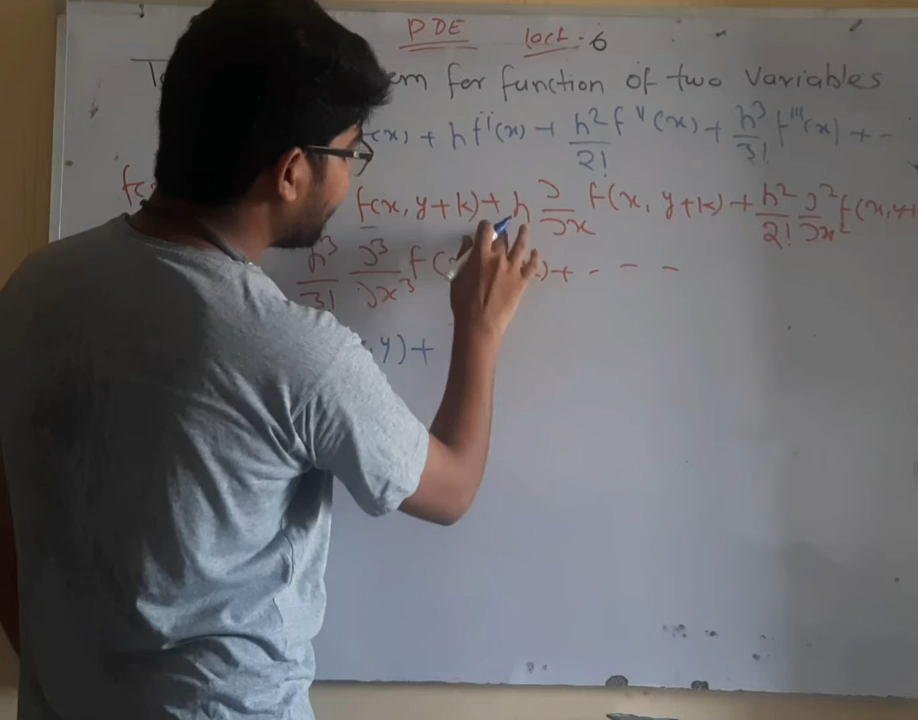 PDE lect. 6
em for function of two variables
(x) + hf'(x) + h²/2! f''(x) + h³/3! f'''(x) + - -
f(x f(x, y+k) + h ∂/∂x f(x, y+k) + h²/2! ∂²/∂x² f(x, y+
h³/3! ∂³/∂x³ f( ) + - - -
, y) +